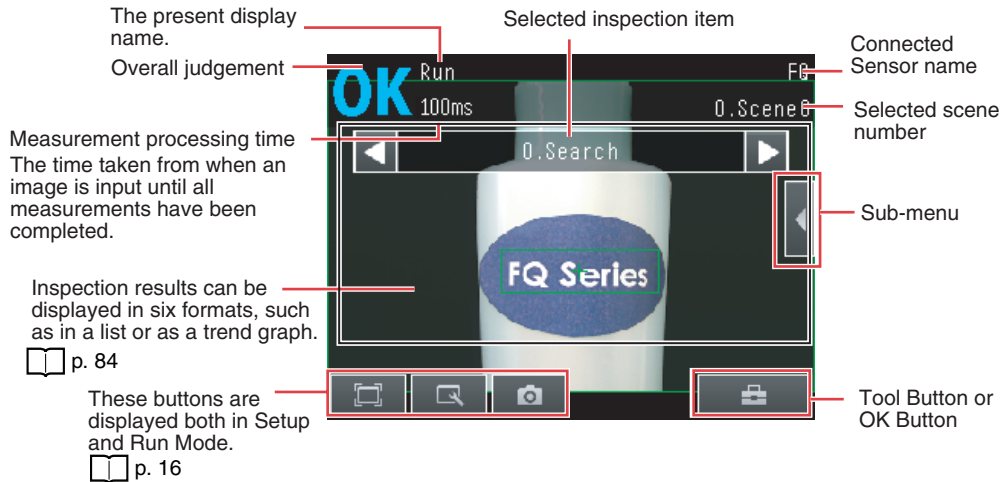 The present display
name.
Selected inspection item
Overall judgement
Connected
Sensor name
OK
Run
FQ
100ms
0.Scene0
Selected scene
number
Measurement processing time
The time taken from when an
image is input until all
measurements have been
completed.
0.Search
Sub-menu
FQ Series
Inspection results can be
displayed in six formats, such
as in a list or as a trend graph.
p. 84
These buttons are
displayed both in Setup
and Run Mode.
p. 16
Tool Button or
OK Button